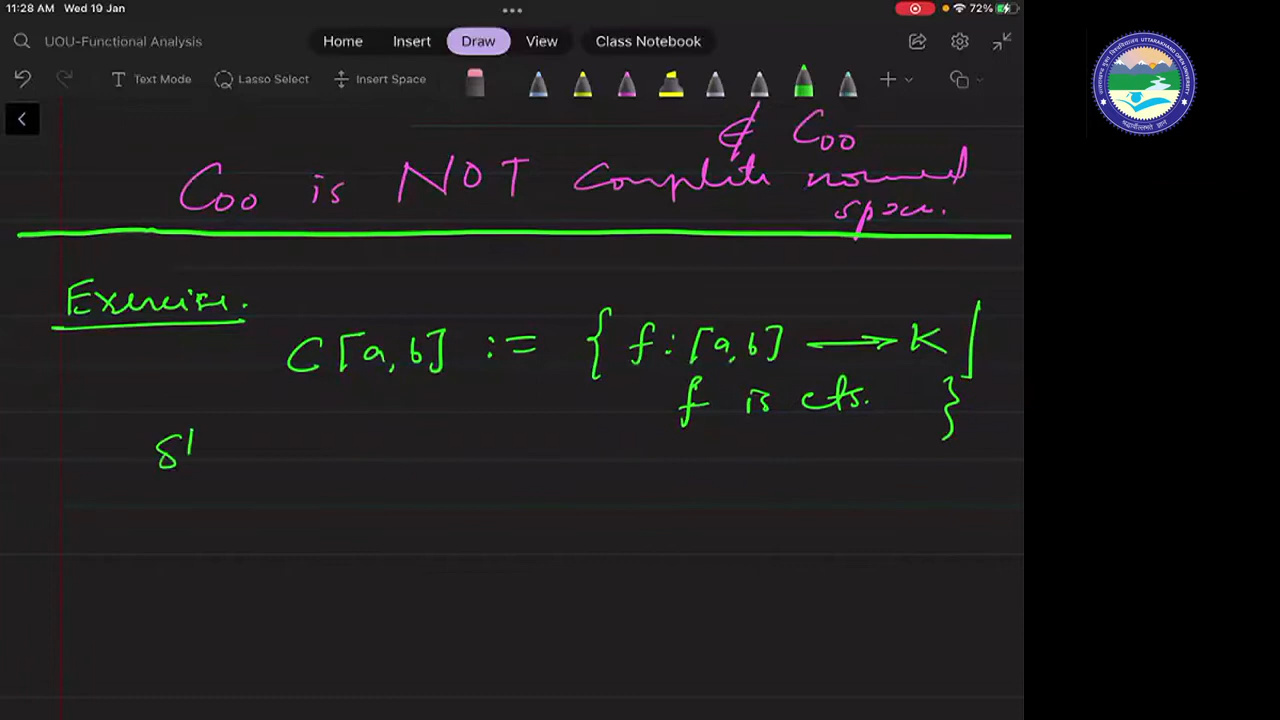 11:28 AM Wed 19 Jan
72%
UOU-Functional Analysis
Home Insert Draw View Class Notebook
Text Mode Lasso Select Insert Space
∉ C₀₀
C₀₀ is NOT Complete normed
space.
Exercise.
C[a,b] := { f:[a,b] ⟶ K |
f is cts. }